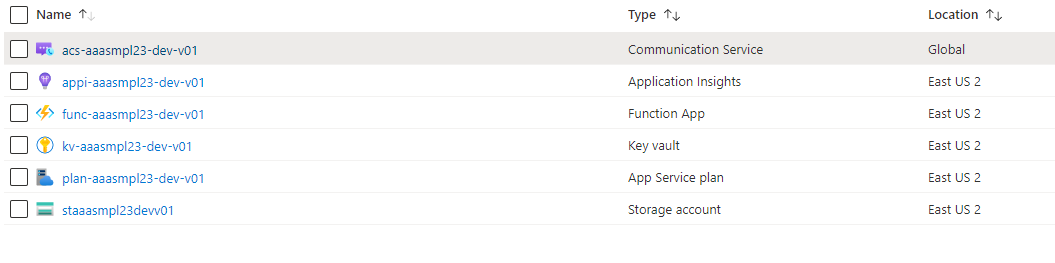 Name ↑↓ Type ↑↓ Location ↑↓
acs-aaasmpl23-dev-v01 Communication Service Global
appi-aaasmpl23-dev-v01 Application Insights East US 2
func-aaasmpl23-dev-v01 Function App East US 2
kv-aaasmpl23-dev-v01 Key vault East US 2
plan-aaasmpl23-dev-v01 App Service plan East US 2
staaasmpl23devv01 Storage account East US 2